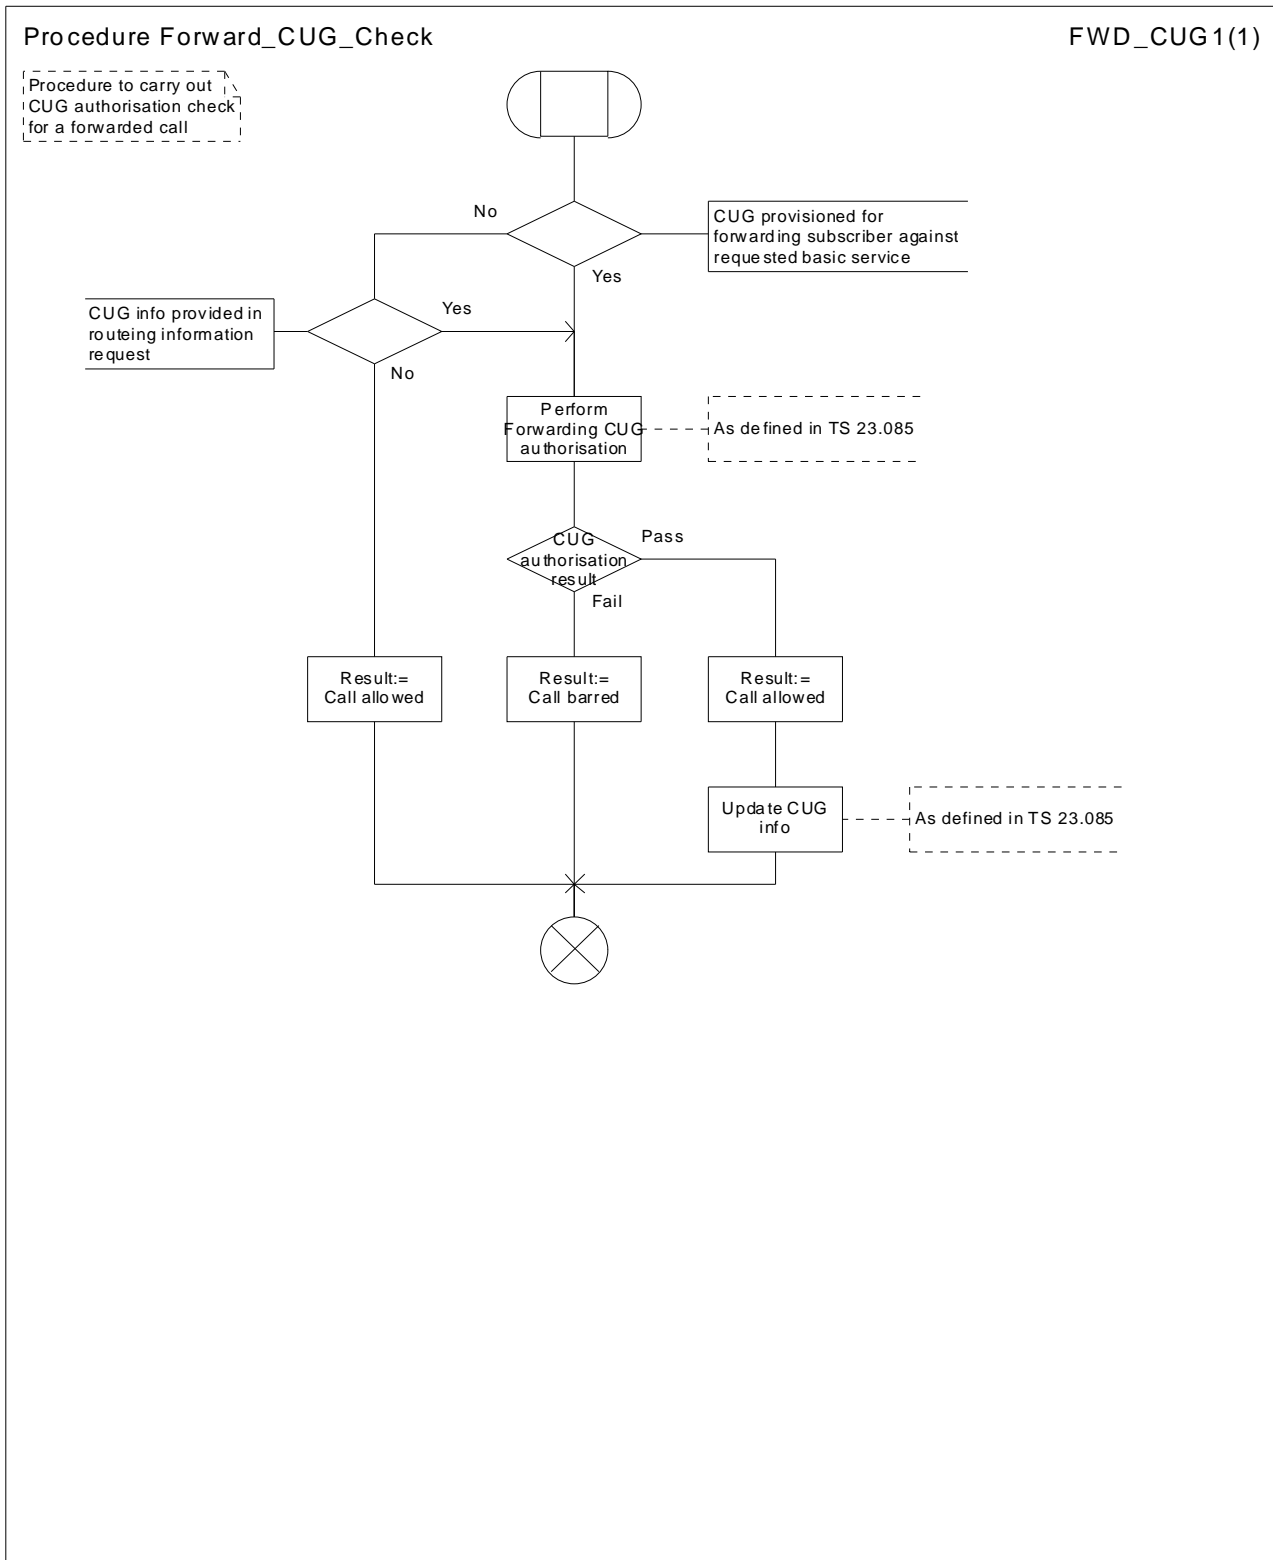 Procedure Forward_CUG_Check
FWD_CUG1(1)
Procedure to carry out
CUG authorisation check
for a forwarded call
No
CUG provisioned for
forwarding subscriber against
requested basic service
Yes
CUG info provided in
routeing information
request
Yes
No
Perform
Forwarding CUG
authorisation
As defined in TS 23.085
CUG
authorisation
result
Pass
Fail
Result:=
Call allowed
Result:=
Call barred
Result:=
Call allowed
Update CUG
info
As defined in TS 23.085